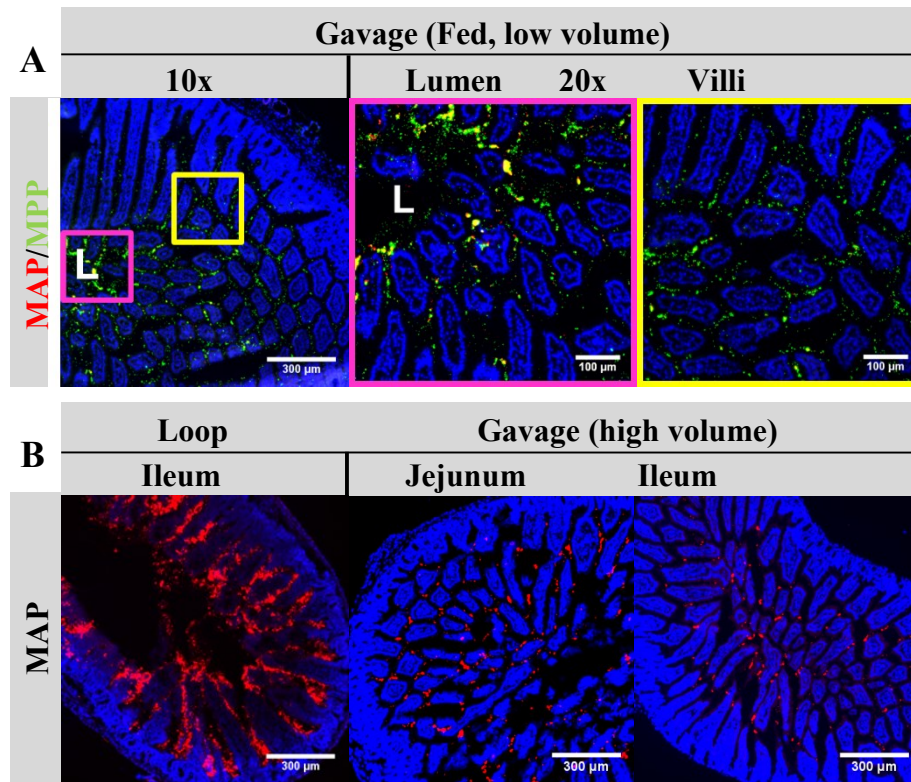 A
Gavage (Fed, low volume)
10x
Lumen 20x Villi
MAP/MPP
L
300 µm
L
100 µm
100 µm
B
Loop
Gavage (high volume)
Ileum
Jejunum
Ileum
MAP
300 µm
300 µm
300 µm